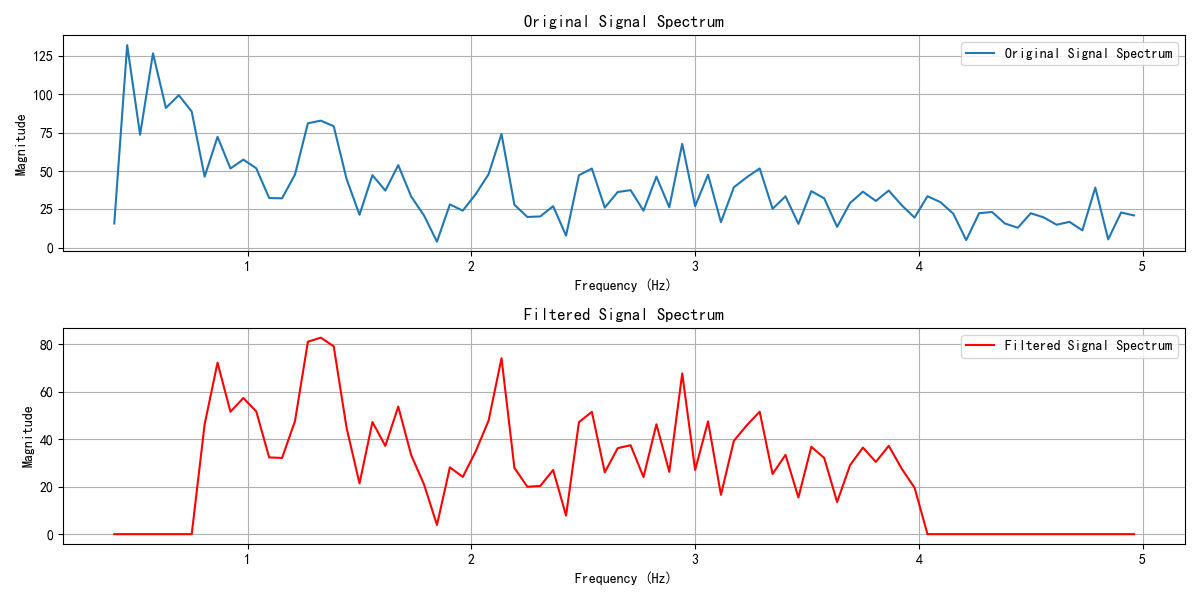 Original Signal Spectrum
Original Signal Spectrum
125
100
75
50
25
0
Magnitude
1 2 3 4 5
Frequency (Hz)
Filtered Signal Spectrum
Filtered Signal Spectrum
80
60
40
20
0
Magnitude
1 2 3 4 5
Frequency (Hz)